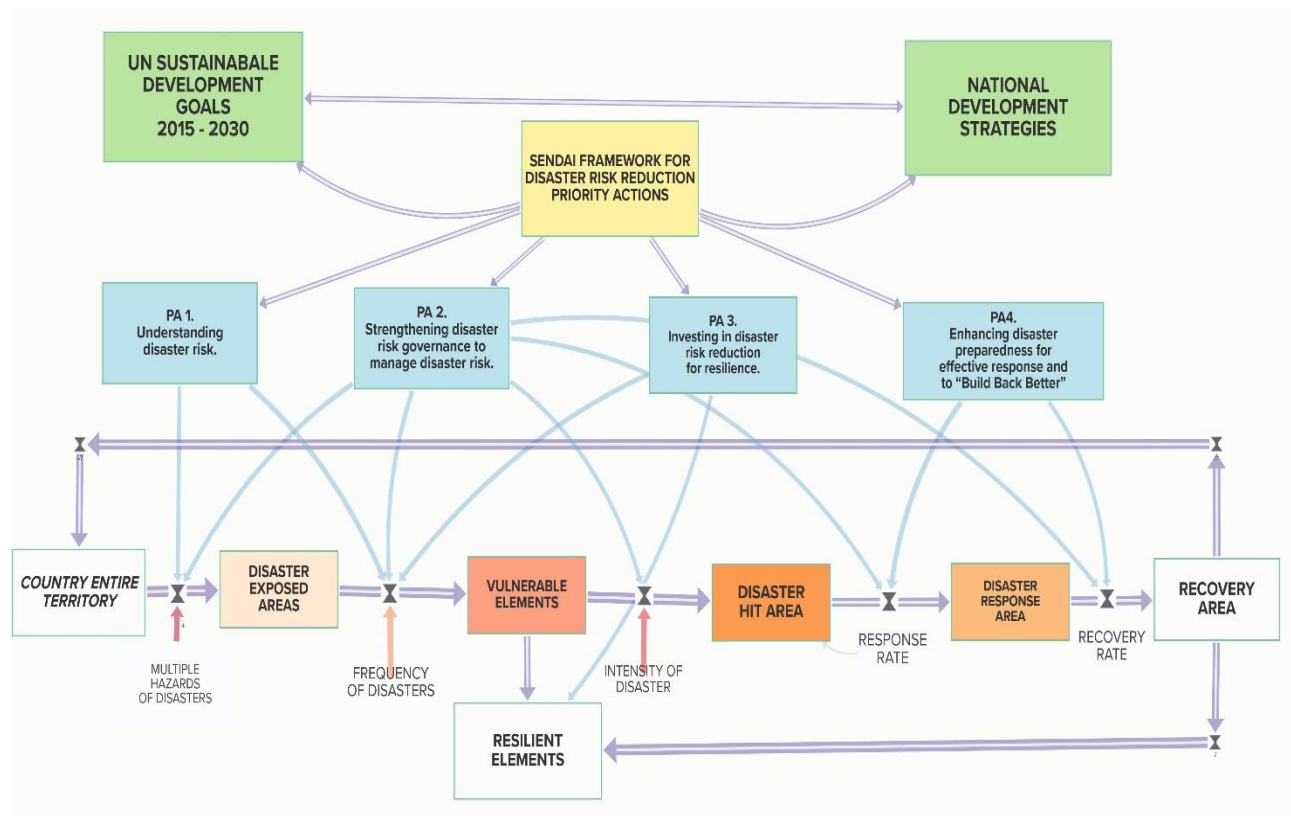 UN SUSTAINABALE
DEVELOPMENT
GOALS
2015 - 2030
NATIONAL
DEVELOPMENT
STRATEGIES
SENDAI FRAMEWORK FOR
DISASTER RISK REDUCTION
PRIORITY ACTIONS
PA 1.
Understanding
disaster risk.
PA 2.
Strengthening disaster
risk governance to
manage disaster risk.
PA 3.
Investing in disaster
risk reduction
for resilience.
PA4.
Enhancing disaster
preparedness for
effective response and
to “Build Back Better”
COUNTRY ENTIRE
TERRITORY
DISASTER
EXPOSED
AREAS
VULNERABLE
ELEMENTS
DISASTER
HIT AREA
DISASTER
RESPONSE
AREA
RECOVERY
AREA
MULTIPLE
HAZARDS
OF DISASTERS
FREQUENCY
OF DISASTERS
INTENSITY OF
DISASTER
RESPONSE
RATE
RECOVERY
RATE
RESILIENT
ELEMENTS